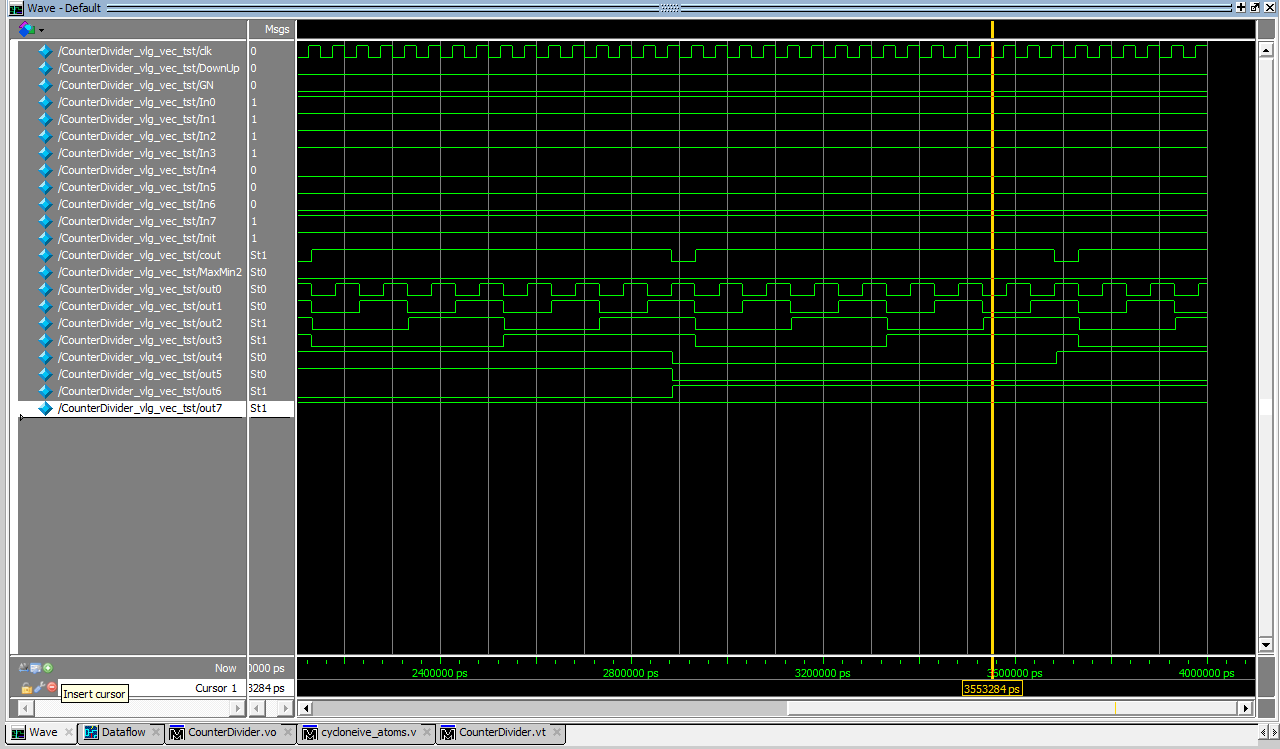 Wave - Default
Msgs
/CounterDivider_vlg_vec_tst/clk 0
/CounterDivider_vlg_vec_tst/DownUp 0
/CounterDivider_vlg_vec_tst/GN 0
/CounterDivider_vlg_vec_tst/In0 1
/CounterDivider_vlg_vec_tst/In1 1
/CounterDivider_vlg_vec_tst/In2 1
/CounterDivider_vlg_vec_tst/In3 1
/CounterDivider_vlg_vec_tst/In4 0
/CounterDivider_vlg_vec_tst/In5 0
/CounterDivider_vlg_vec_tst/In6 0
/CounterDivider_vlg_vec_tst/In7 1
/CounterDivider_vlg_vec_tst/Init 1
/CounterDivider_vlg_vec_tst/cout St1
/CounterDivider_vlg_vec_tst/MaxMin2 St0
/CounterDivider_vlg_vec_tst/out0 St0
/CounterDivider_vlg_vec_tst/out1 St0
/CounterDivider_vlg_vec_tst/out2 St1
/CounterDivider_vlg_vec_tst/out3 St1
/CounterDivider_vlg_vec_tst/out4 St0
/CounterDivider_vlg_vec_tst/out5 St0
/CounterDivider_vlg_vec_tst/out6 St1
/CounterDivider_vlg_vec_tst/out7 St1
Now 0000 ps 2400000 ps 2800000 ps 3200000 ps 3600000 ps 4000000 ps
Cursor 1 3284 ps 3553284 ps
Insert cursor
Wave Dataflow CounterDivider.vo cycloneive_atoms.v CounterDivider.vt